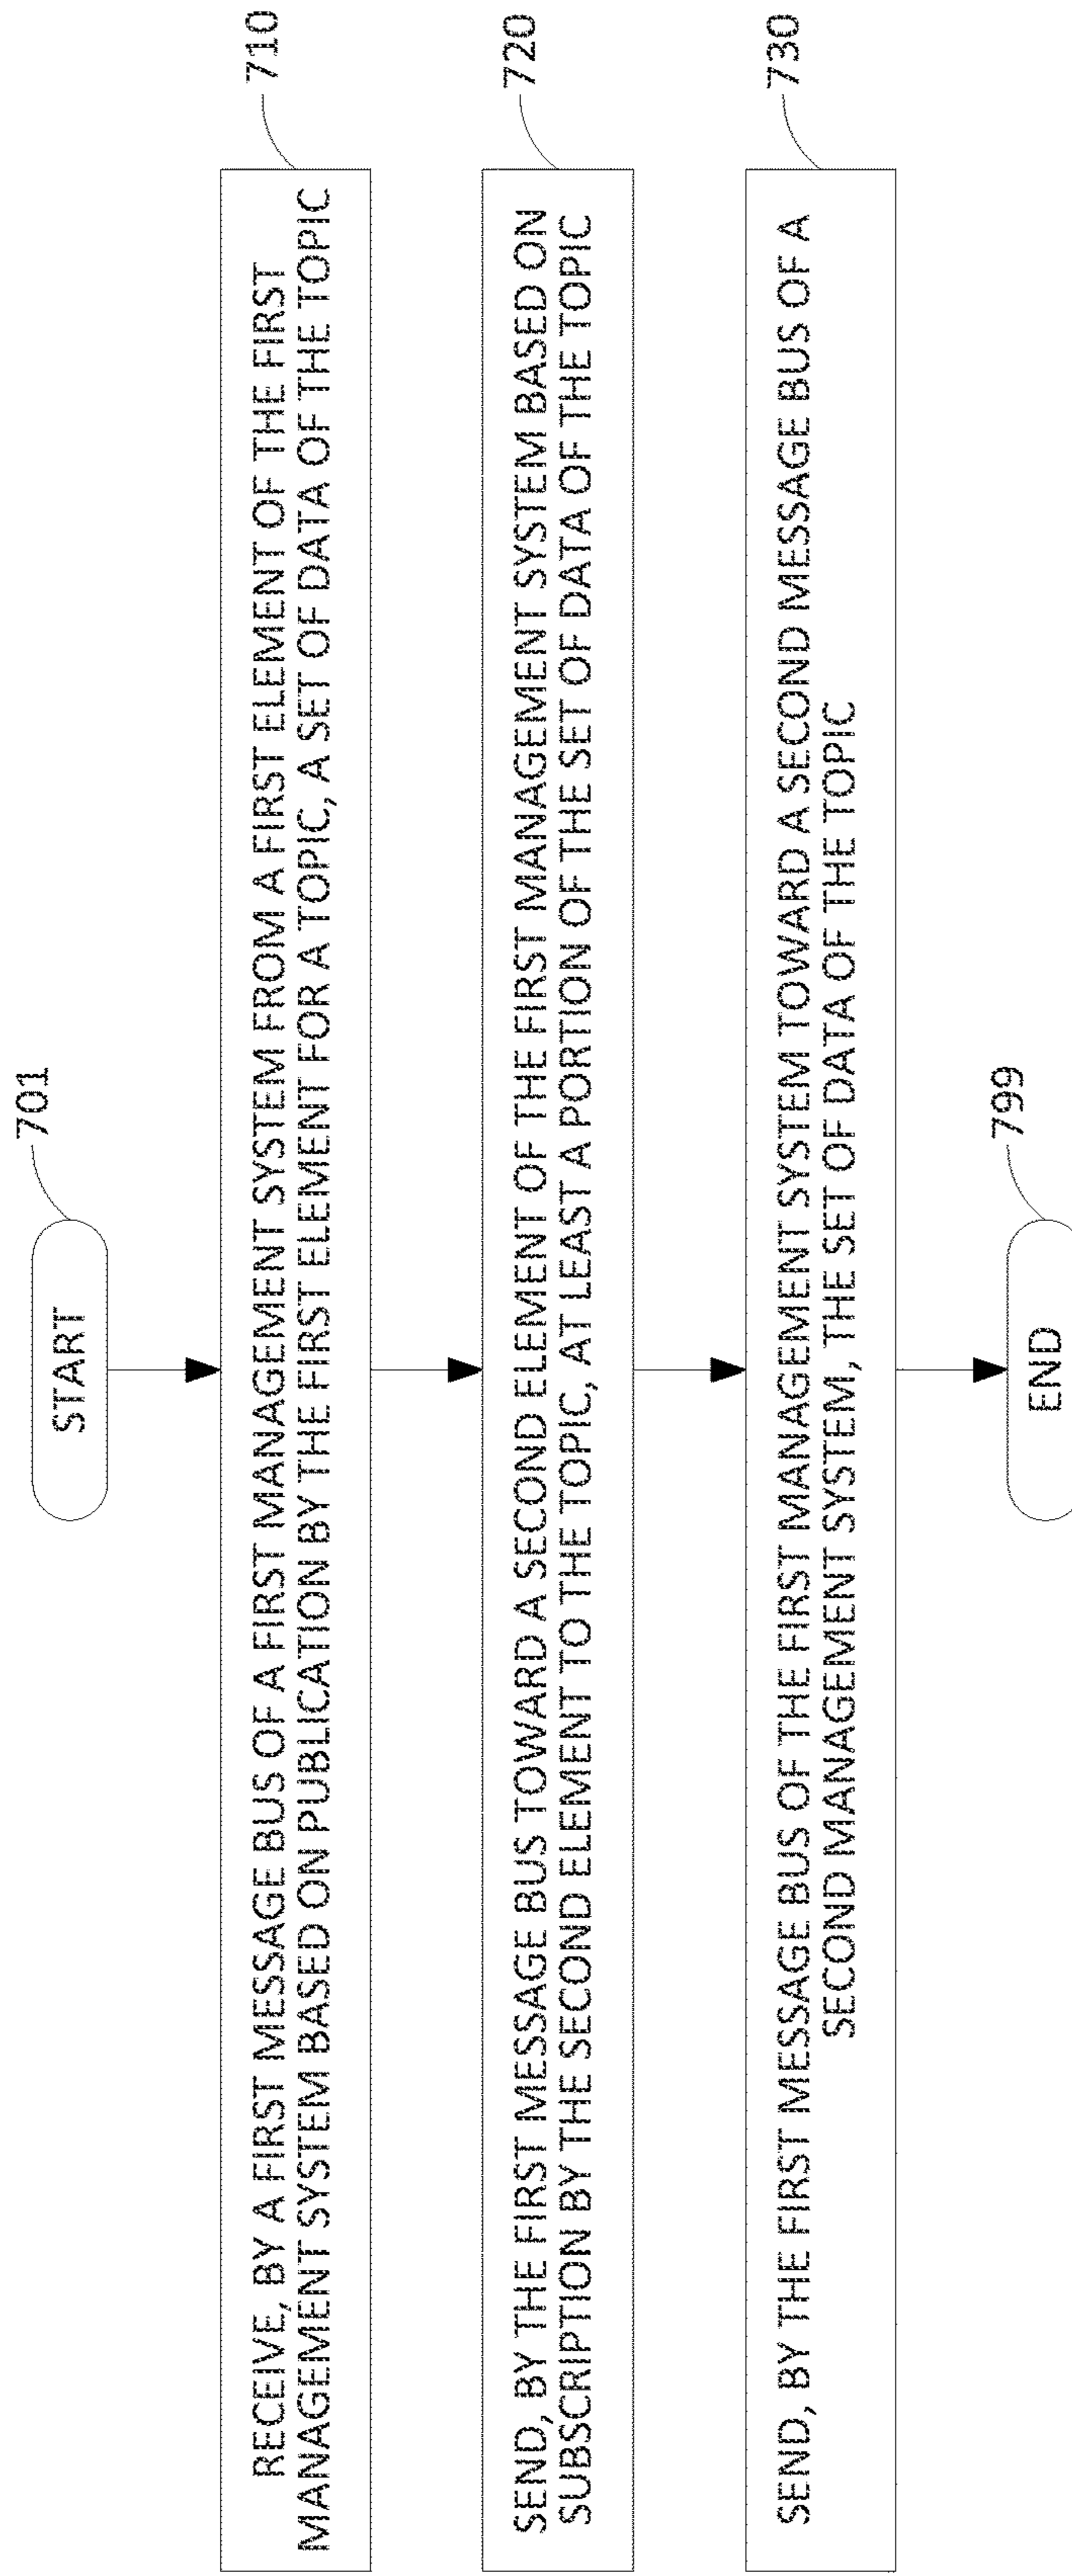 701
START
710
RECEIVE, BY A FIRST MESSAGE BUS OF A FIRST MANAGEMENT SYSTEM FROM A FIRST ELEMENT OF THE FIRST
MANAGEMENT SYSTEM BASED ON PUBLICATION BY THE FIRST ELEMENT FOR A TOPIC, A SET OF DATA OF THE TOPIC
720
SEND, BY THE FIRST MESSAGE BUS TOWARD A SECOND ELEMENT OF THE FIRST MANAGEMENT SYSTEM BASED ON
SUBSCRIPTION BY THE SECOND ELEMENT TO THE TOPIC, AT LEAST A PORTION OF THE SET OF DATA OF THE TOPIC
730
SEND, BY THE FIRST MESSAGE BUS OF THE FIRST MANAGEMENT SYSTEM TOWARD A SECOND MESSAGE BUS OF A
SECOND MANAGEMENT SYSTEM, THE SET OF DATA OF THE TOPIC
799
END